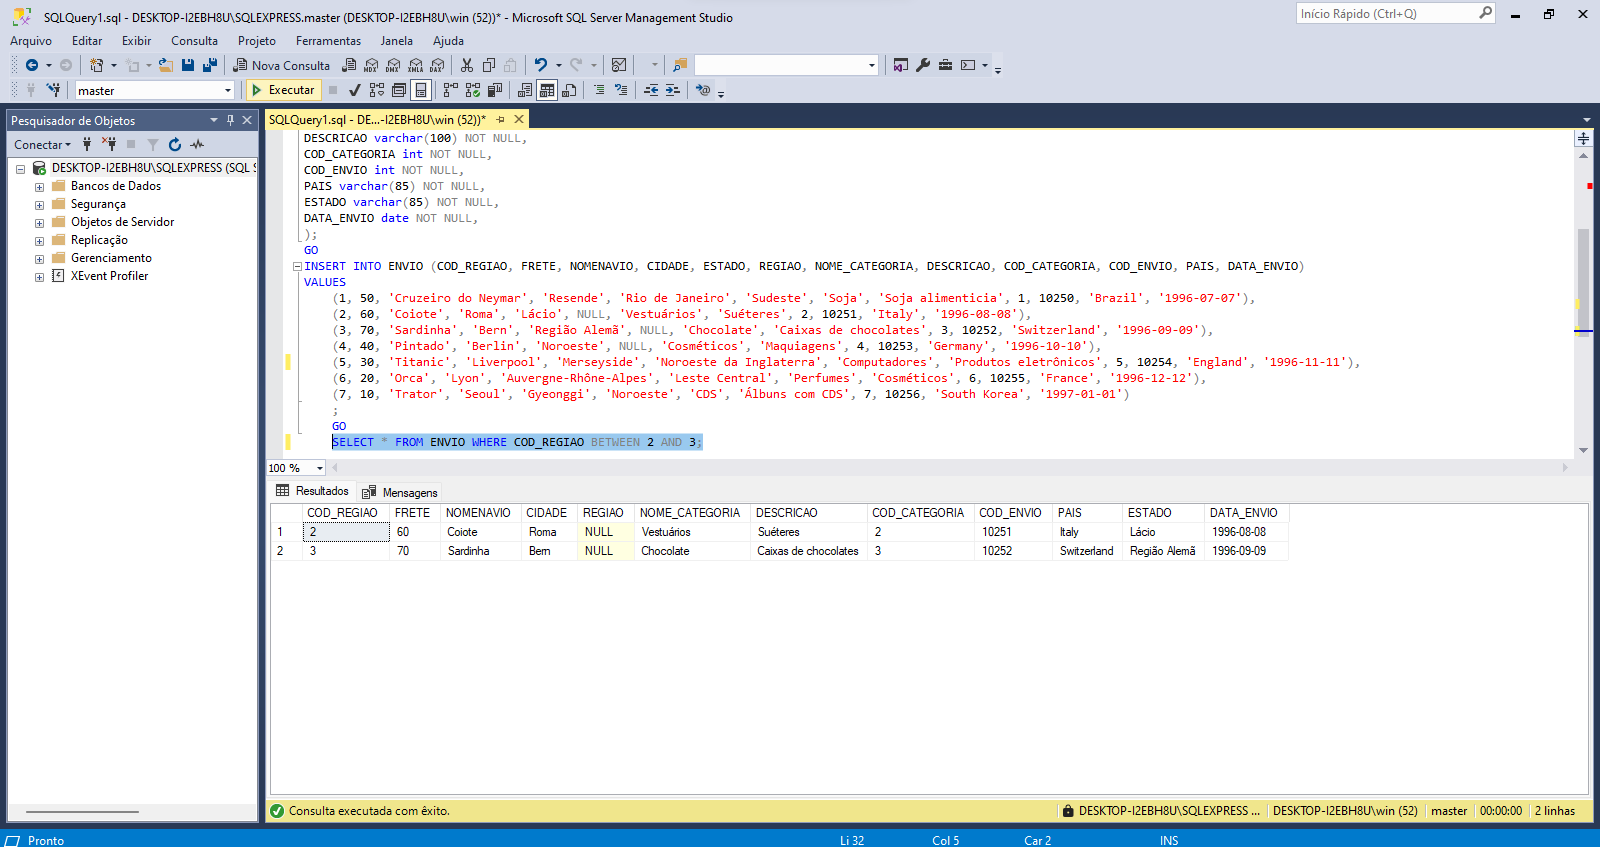 SQLQuery1.sql - DESKTOP-I2EBH8U\SQLEXPRESS.master (DESKTOP-I2EBH8U\win (52))* - Microsoft SQL Server Management Studio
Início Rápido (Ctrl+Q)
Arquivo Editar Exibir Consulta Projeto Ferramentas Janela Ajuda
Nova Consulta MDX DMX XMLA DAX
master Executar
Pesquisador de Objetos
SQLQuery1.sql - DE...-I2EBH8U\win (52))*
Conectar
DESKTOP-I2EBH8U\SQLEXPRESS (SQL S
Bancos de Dados
Segurança
Objetos de Servidor
Replicação
Gerenciamento
XEvent Profiler
DESCRICAO varchar(100) NOT NULL,
COD_CATEGORIA int NOT NULL,
COD_ENVIO int NOT NULL,
PAIS varchar(85) NOT NULL,
ESTADO varchar(85) NOT NULL,
DATA_ENVIO date NOT NULL,
);
GO
INSERT INTO ENVIO (COD_REGIAO, FRETE, NOMENAVIO, CIDADE, ESTADO, REGIAO, NOME_CATEGORIA, DESCRICAO, COD_CATEGORIA, COD_ENVIO, PAIS, DATA_ENVIO)
VALUES
(1, 50, 'Cruzeiro do Neymar', 'Resende', 'Rio de Janeiro', 'Sudeste', 'Soja', 'Soja alimenticia', 1, 10250, 'Brazil', '1996-07-07'),
(2, 60, 'Coiote', 'Roma', 'Lácio', NULL, 'Vestuários', 'Suéteres', 2, 10251, 'Italy', '1996-08-08'),
(3, 70, 'Sardinha', 'Bern', 'Região Alemã', NULL, 'Chocolate', 'Caixas de chocolates', 3, 10252, 'Switzerland', '1996-09-09'),
(4, 40, 'Pintado', 'Berlin', 'Noroeste', NULL, 'Cosméticos', 'Maquiagens', 4, 10253, 'Germany', '1996-10-10'),
(5, 30, 'Titanic', 'Liverpool', 'Merseyside', 'Noroeste da Inglaterra', 'Computadores', 'Produtos eletrônicos', 5, 10254, 'England', '1996-11-11'),
(6, 20, 'Orca', 'Lyon', 'Auvergne-Rhône-Alpes', 'Leste Central', 'Perfumes', 'Cosméticos', 6, 10255, 'France', '1996-12-12'),
(7, 10, 'Trator', 'Seoul', 'Gyeonggi', 'Noroeste', 'CDS', 'Álbuns com CDS', 7, 10256, 'South Korea', '1997-01-01')
;
GO
SELECT * FROM ENVIO WHERE COD_REGIAO BETWEEN 2 AND 3;
100 %
Resultados Mensagens
COD_REGIAO FRETE NOMENAVIO CIDADE REGIAO NOME_CATEGORIA DESCRICAO COD_CATEGORIA COD_ENVIO PAIS ESTADO DATA_ENVIO
1 2 60 Coiote Roma NULL Vestuários Suéteres 2 10251 Italy Lácio 1996-08-08
2 3 70 Sardinha Bern NULL Chocolate Caixas de chocolates 3 10252 Switzerland Região Alemã 1996-09-09
Consulta executada com êxito. DESKTOP-I2EBH8U\SQLEXPRESS ... DESKTOP-I2EBH8U\win (52) master 00:00:00 2 linhas
Pronto Li 32 Col 5 Car 2 INS